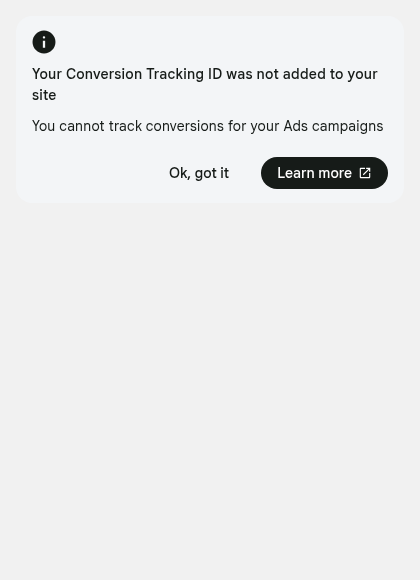 Your Conversion Tracking ID was not added to your
site
You cannot track conversions for your Ads campaigns
Ok, got it
Learn more